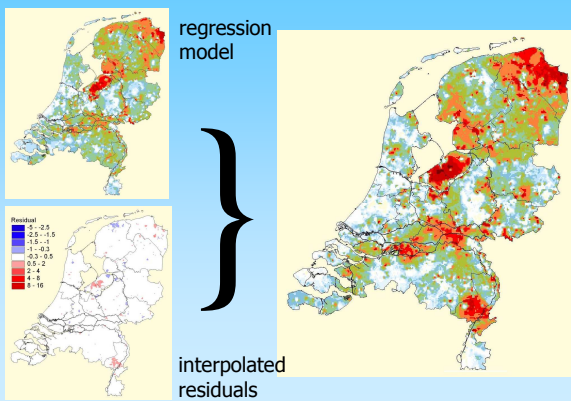 regression
model
Residual
-5 - -2.5
-2.5 - -1.5
-1.5 - -1
-1 - -0.3
-0.3 - 0.5
0.5 - 2
2 - 4
4 - 8
8 - 16
}
interpolated
residuals